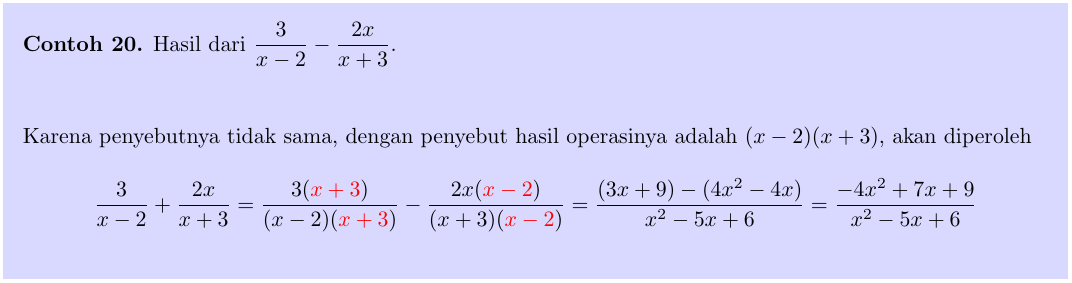 Contoh 20. Hasil dari \frac{3}{x-2} - \frac{2x}{x+3}.
Karena penyebutnya tidak sama, dengan penyebut hasil operasinya adalah (x − 2)(x + 3), akan diperoleh
\frac{3}{x-2} + \frac{2x}{x+3} = \frac{3(x+3)}{(x-2)(x+3)} - \frac{2x(x-2)}{(x+3)(x-2)} = \frac{(3x+9)-(4x^2-4x)}{x^2-5x+6} = \frac{-4x^2+7x+9}{x^2-5x+6}